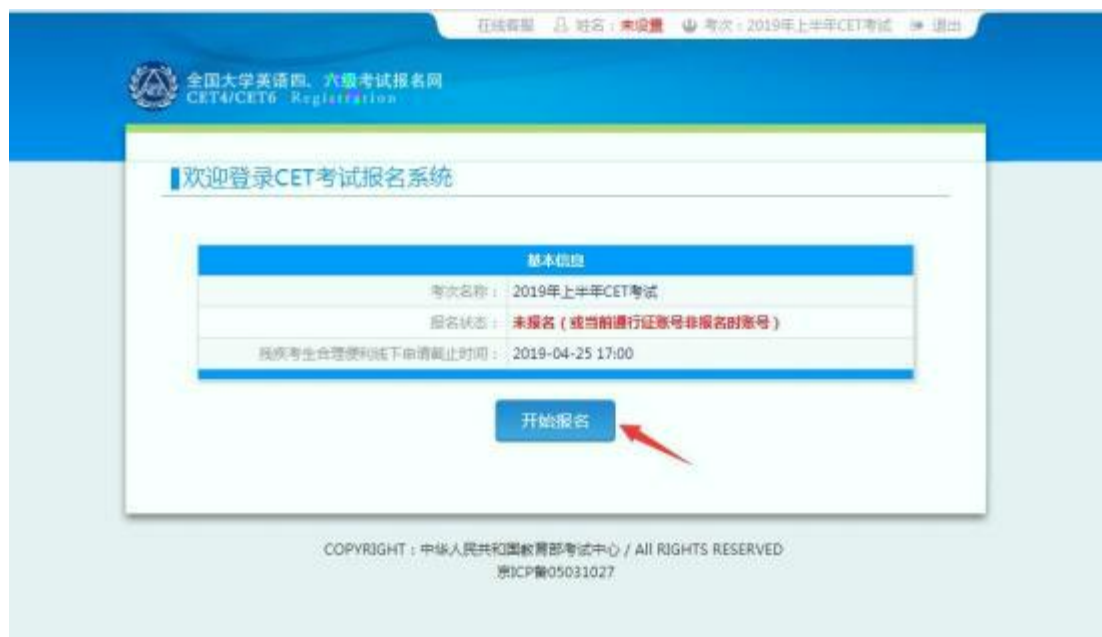 在线客服 姓名：未设置 考次：2019年上半年CET考试 退出
全国大学英语四、六级考试报名网
CET4/CET6 Registration
欢迎登录CET考试报名系统
基本信息
考次名称： 2019年上半年CET考试
报名状态： 未报名（或当前通行证账号非报名时账号）
残疾考生合理便利线下申请截止时间： 2019-04-25 17:00
开始报名
COPYRIGHT：中华人民共和国教育部考试中心 / All RIGHTS RESERVED
京ICP备05031027